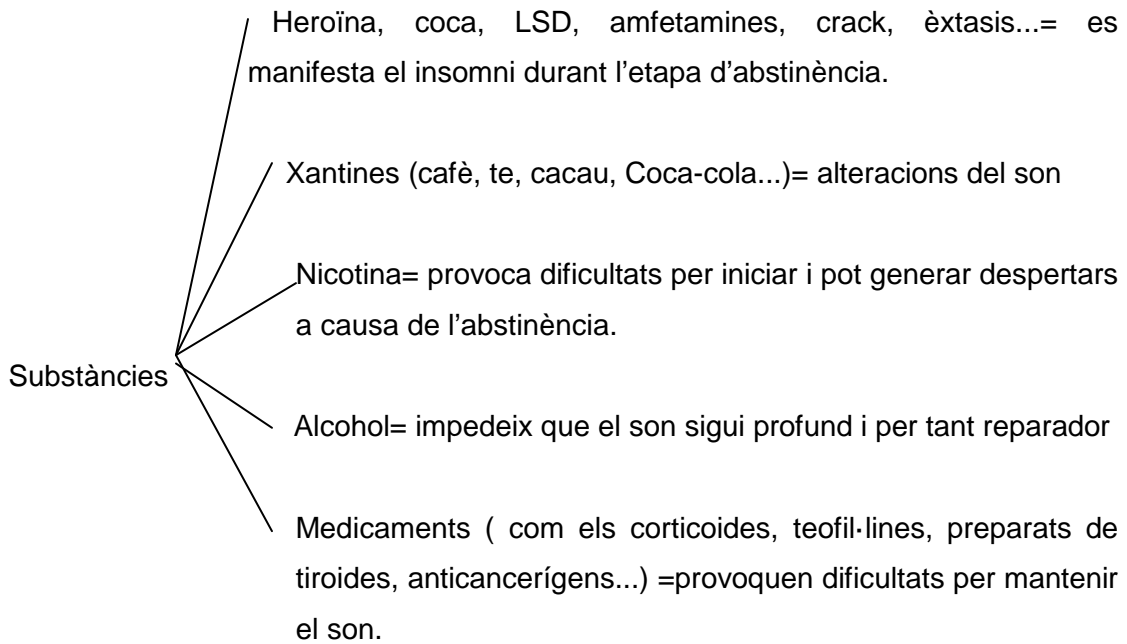 Heroïna, coca, LSD, amfetamines, crack, èxtasis...= es
manifesta el insomni durant l’etapa d’abstinència.
Xantines (cafè, te, cacau, Coca-cola...)= alteracions del son
Nicotina= provoca dificultats per iniciar i pot generar despertars
a causa de l’abstinència.
Substàncies
Alcohol= impedeix que el son sigui profund i per tant reparador
Medicaments ( com els corticoides, teofil·lines, preparats de
tiroides, anticancerígens...) =provoquen dificultats per mantenir
el son.